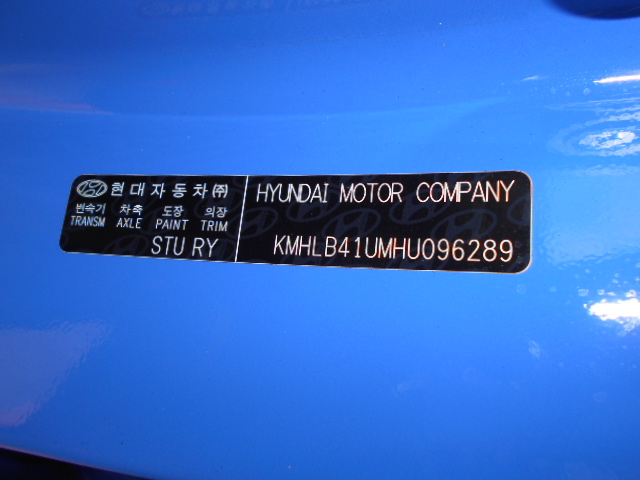 현대자동차㈜
변속기 차축 도장 의장
TRANSM AXLE PAINT TRIM
STU RY
HYUNDAI MOTOR COMPANY
KMHLB41UMHU096289